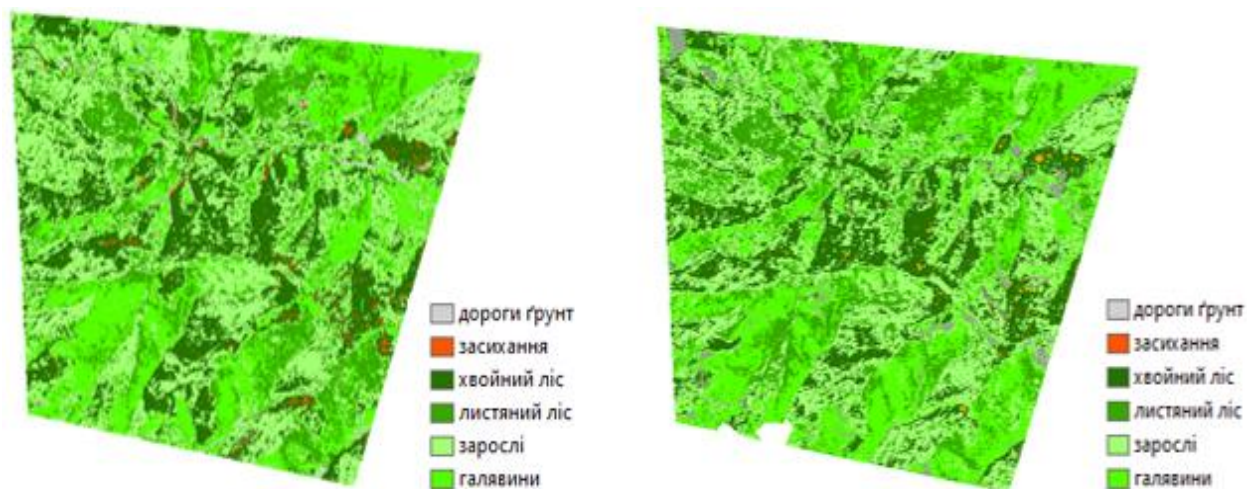 дороги ґрунт
засихання
хвойний ліс
листяний ліс
зарослі
галявини
дороги ґрунт
засихання
хвойний ліс
листяний ліс
зарослі
галявини